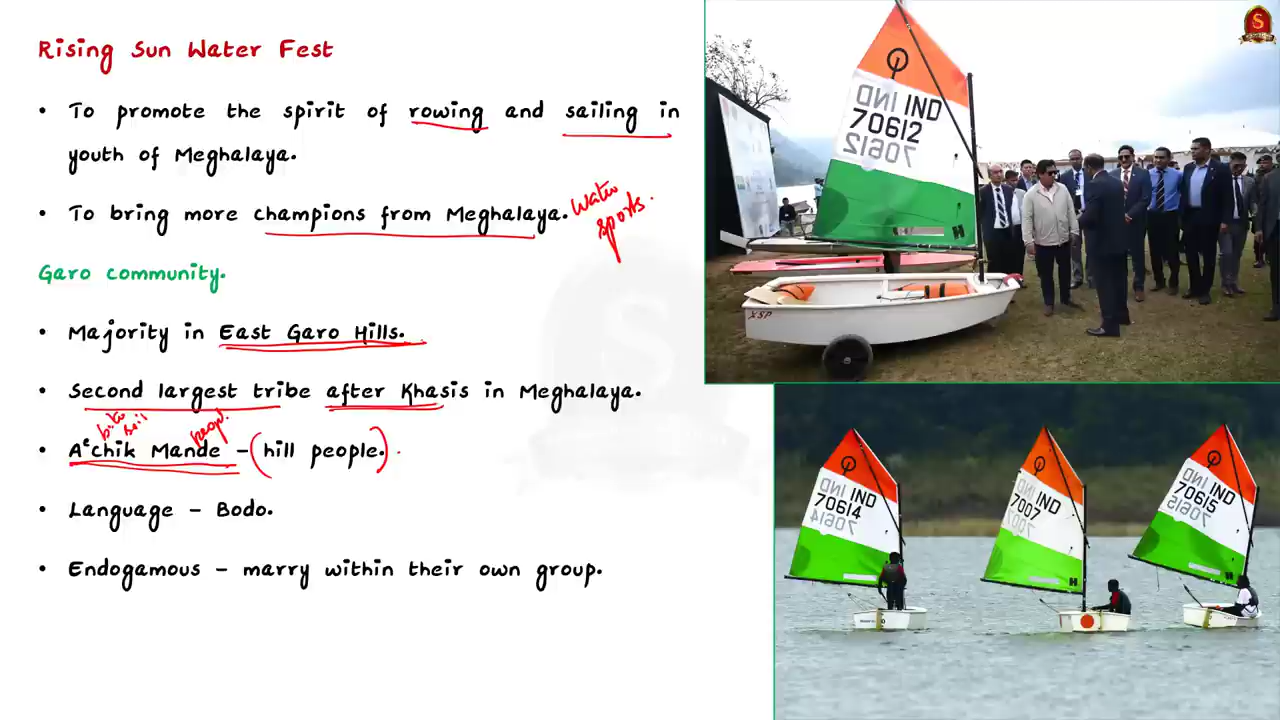 Rising Sun Water Fest
• To promote the spirit of rowing and sailing in
youth of Meghalaya.
• To bring more champions from Meghalaya. Water
sports.
Garo community.
• Majority in East Garo Hills.
• Second largest tribe after Khasis in Meghalaya.
• A'chik Mande - (hill people.)
• Language - Bodo.
• Endogamous - marry within their own group.
IND
70612
IND
70614
IND
7007
IND
70615